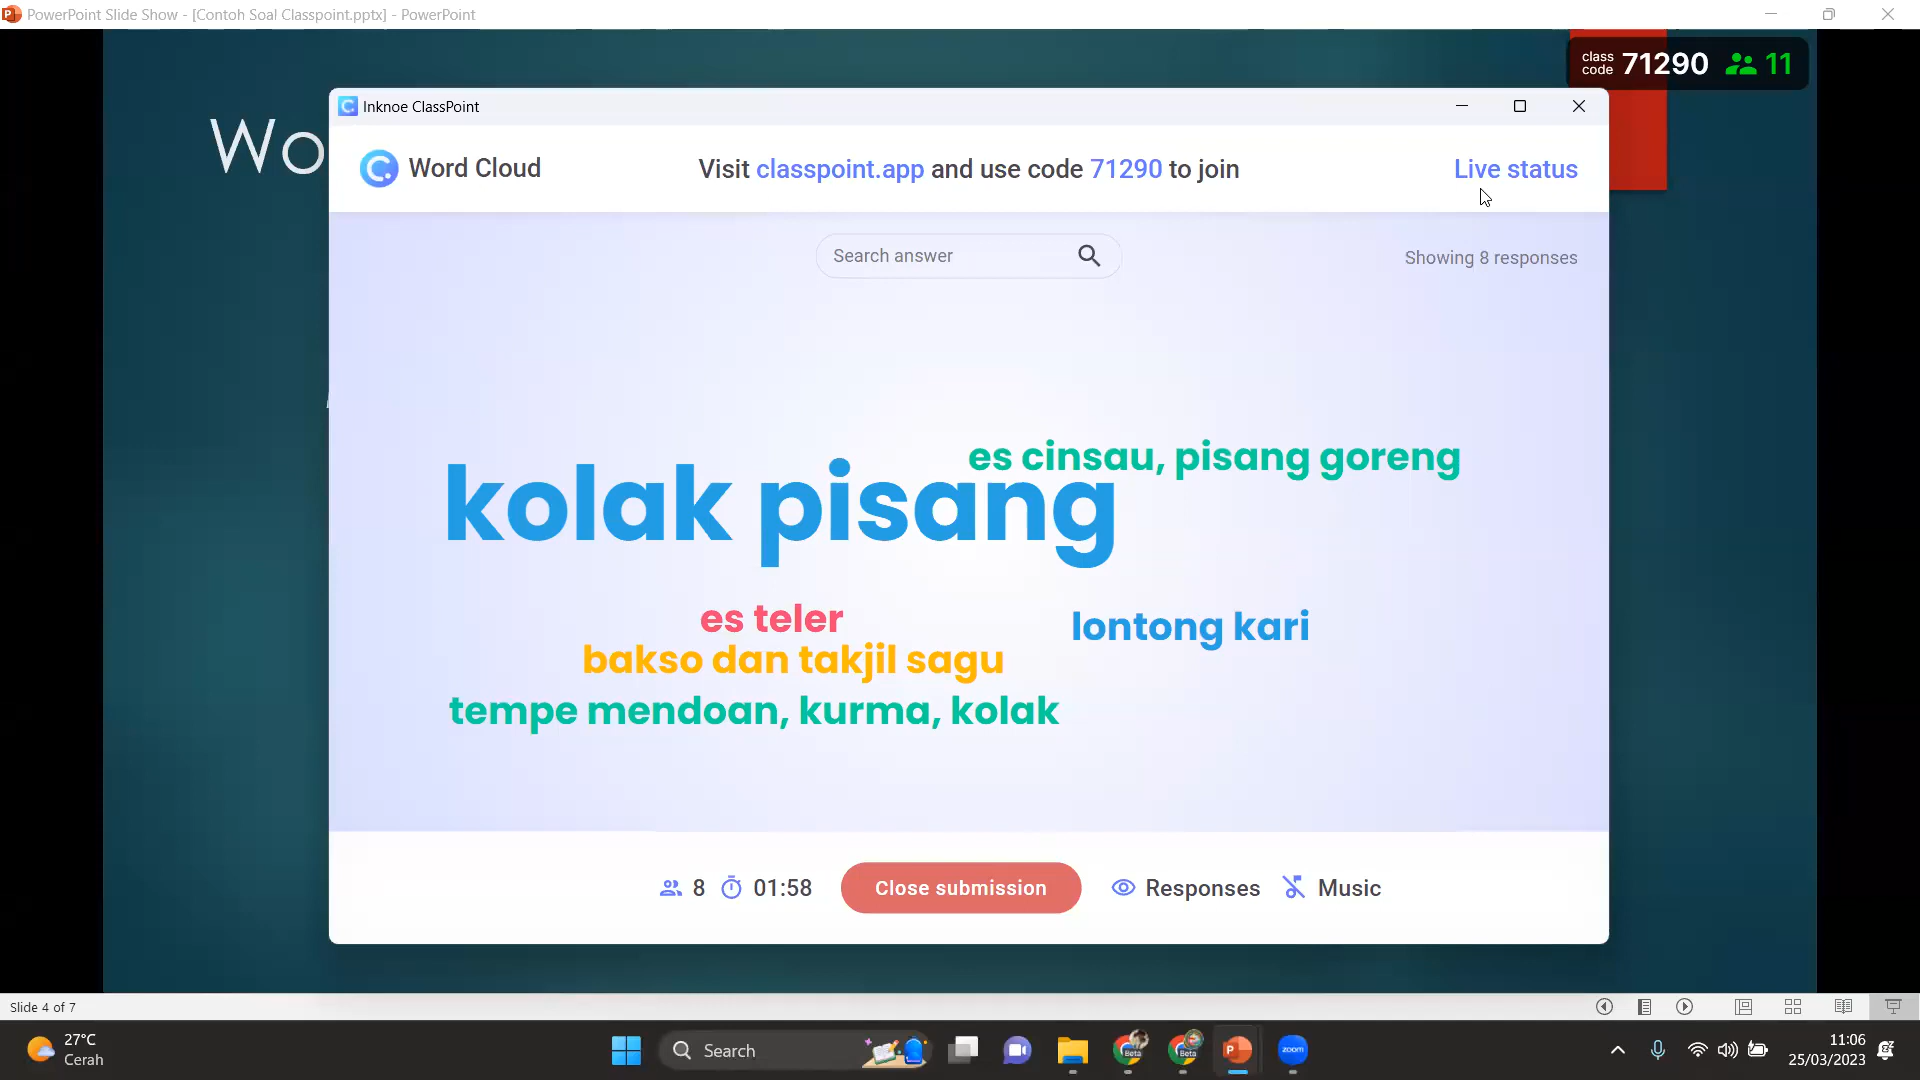 PowerPoint Slide Show - [Contoh Soal Classpoint.pptx] - PowerPoint
class code 71290 11
Wo
Inknoe ClassPoint
Word Cloud
Visit classpoint.app and use code 71290 to join
Live status
Search answer
Showing 8 responses
es cinsau, pisang goreng
kolak pisang
es teler
lontong kari
bakso dan takjil sagu
tempe mendoan, kurma, kolak
8 01:58 Close submission Responses Music
Slide 4 of 7
27°C
Cerah
Search
Beta
Beta
zoom
11:06
25/03/2023